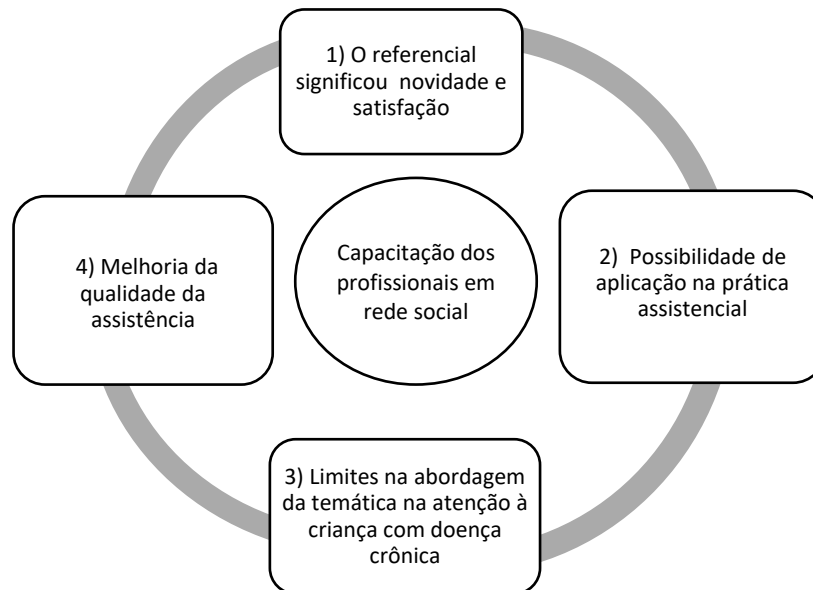 1) O referencial
significou novidade e
satisfação
2) Possibilidade de
aplicação na prática
assistencial
3) Limites na abordagem
da temática na atenção à
criança com doença
crônica
4) Melhoria da
qualidade da
assistência
Capacitação dos
profissionais em
rede social